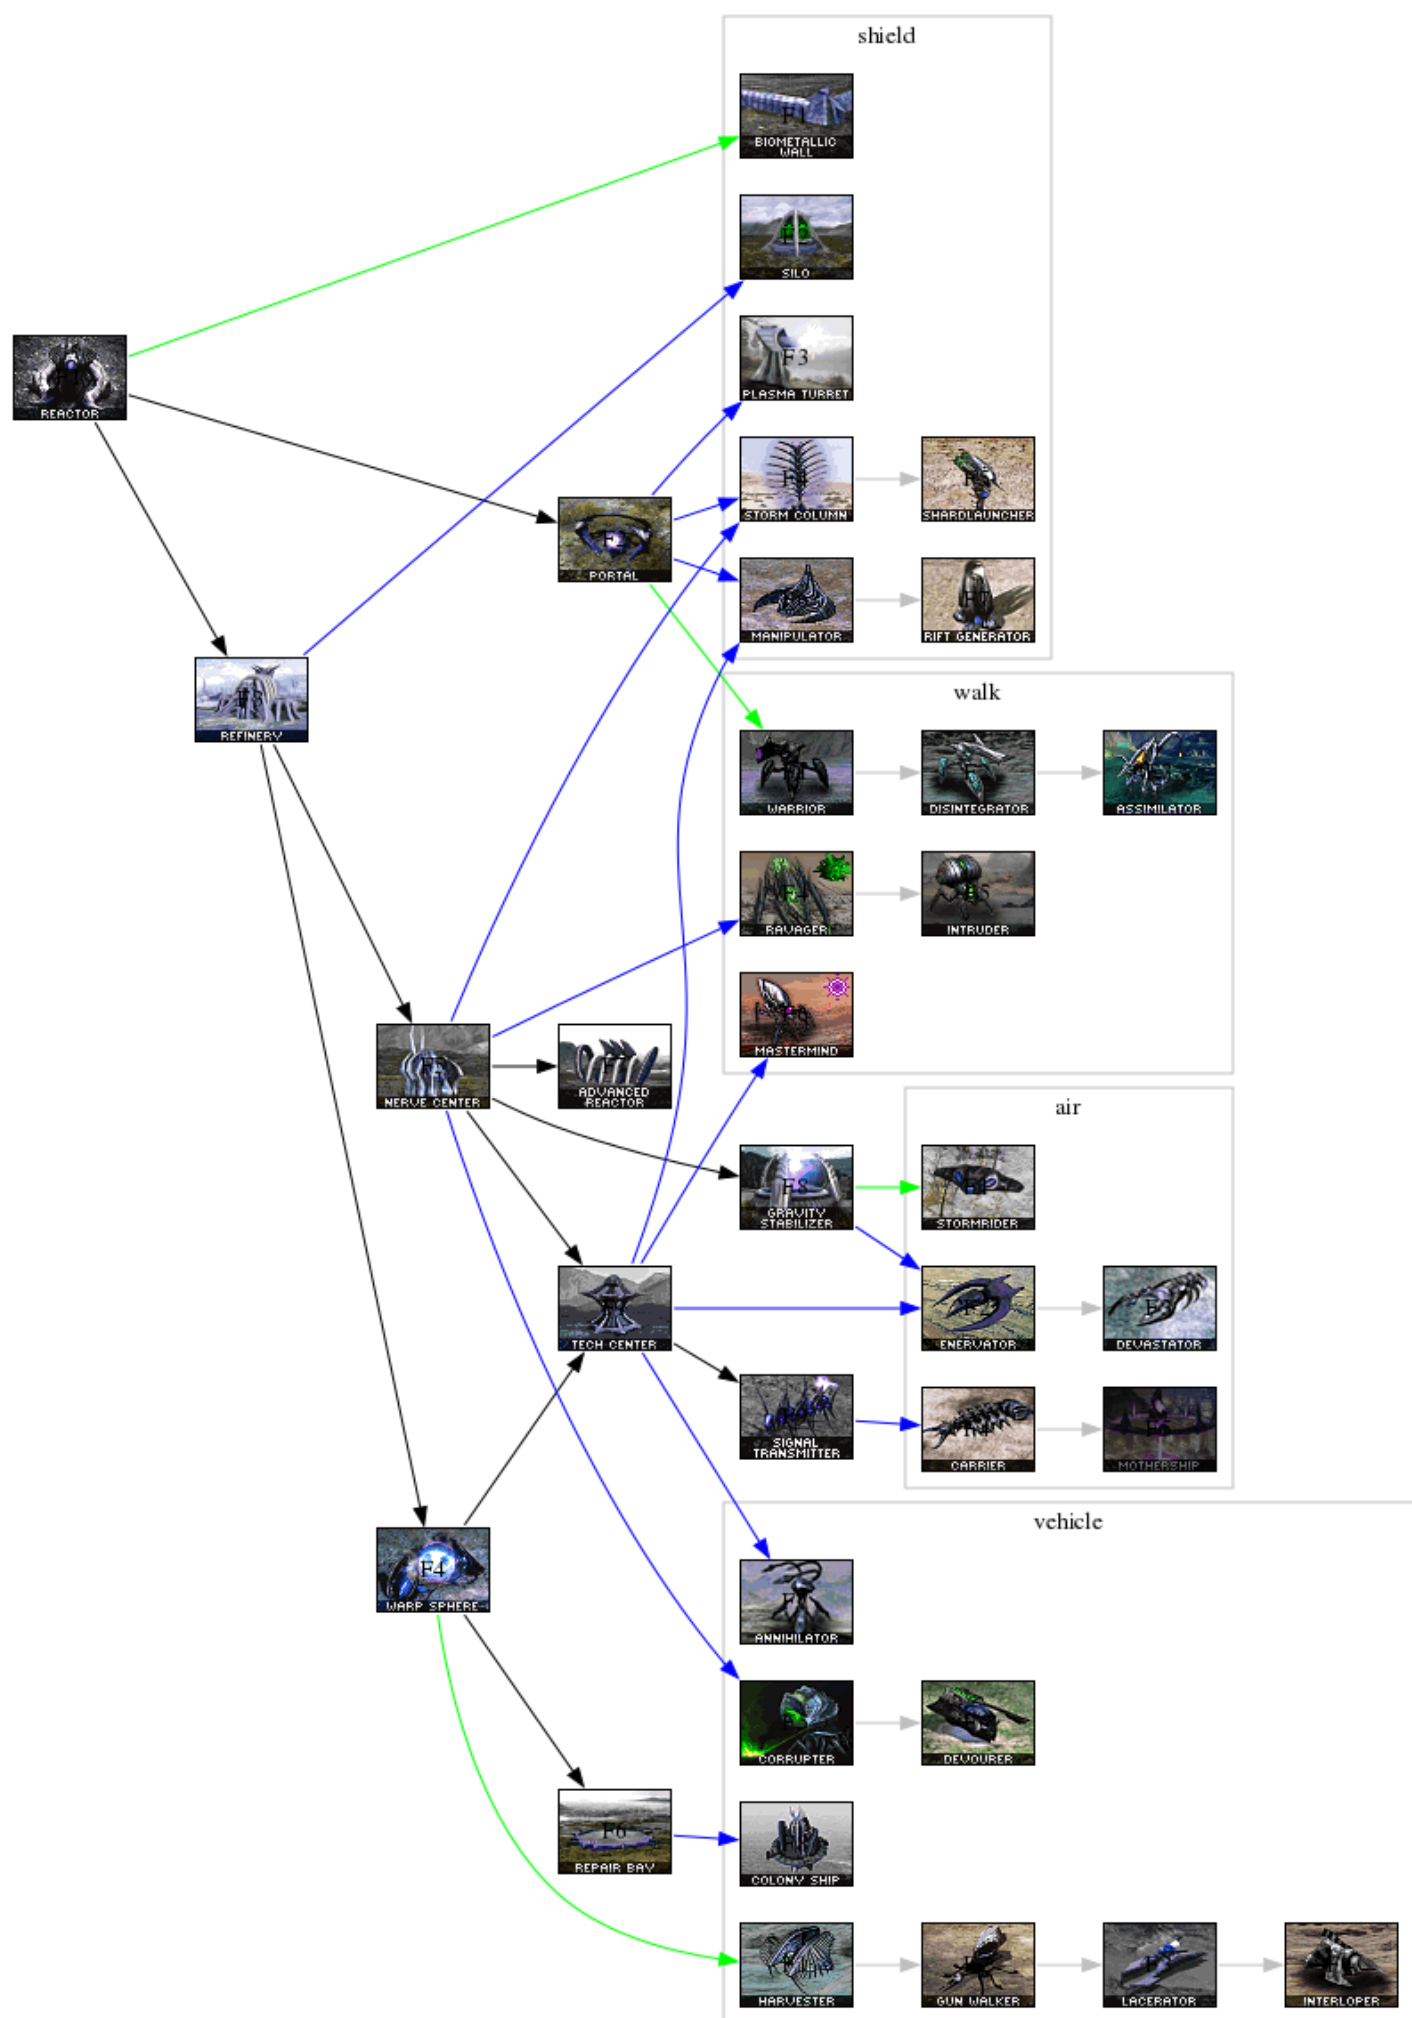 shield
BIOMETALLIC
WALL
SILO
F3
PLASMA TURRET
REACTOR
STORM COLUMN
SHARDLAUNCHER
PORTAL
MANIPULATOR
RIFT GENERATOR
REFINERY
walk
WARRIOR
DISINTEGRATOR
ASSIMILATOR
RAVAGER
INTRUDER
MASTERMIND
NERVE CENTER
ADVANCED
REACTOR
air
F8
GRAVITY
STABILIZER
STORMRIDER
TECH CENTER
ENERVATOR
DEVASTATOR
SIGNAL
TRANSMITTER
CARRIER
MOTHERSHIP
vehicle
F4
WARP SPHERE
ANNIHILATOR
CORRUPTER
DEVOURER
F6
REPAIR BAY
COLONY SHIP
HARVESTER
GUN WALKER
LACERATOR
INTERLOPER